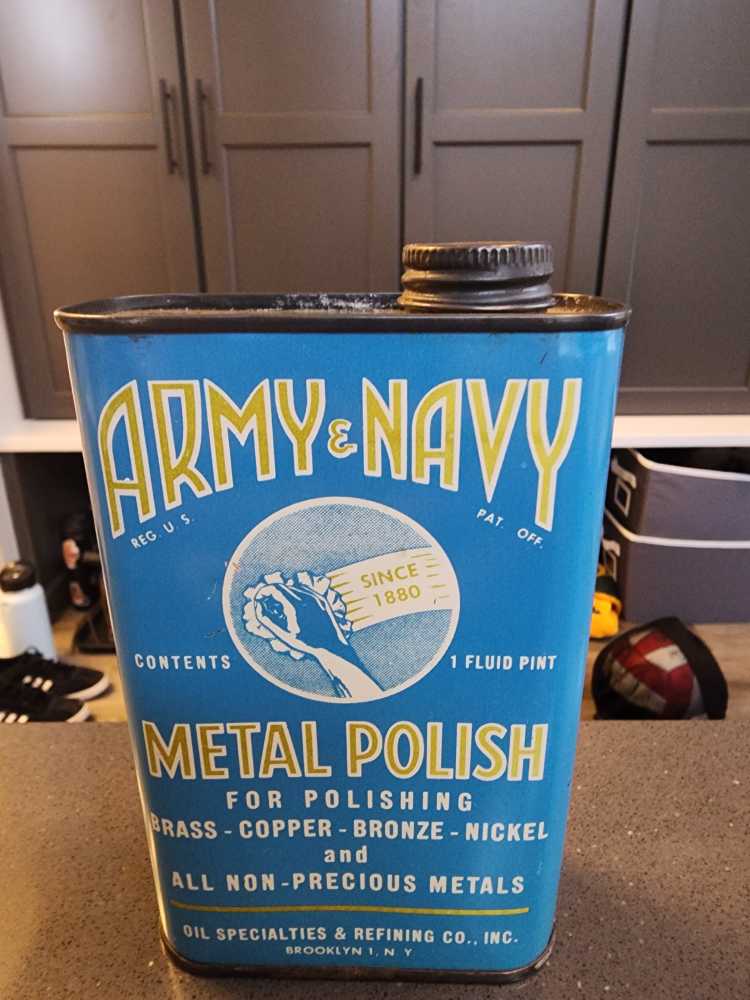 ARMY & NAVY
REG. U.S. PAT. OFF.
SINCE
1880
CONTENTS 1 FLUID PINT
METAL POLISH
FOR POLISHING
BRASS - COPPER - BRONZE - NICKEL
and
ALL NON-PRECIOUS METALS
OIL SPECIALTIES & REFINING CO., INC.
BROOKLYN 1, N Y